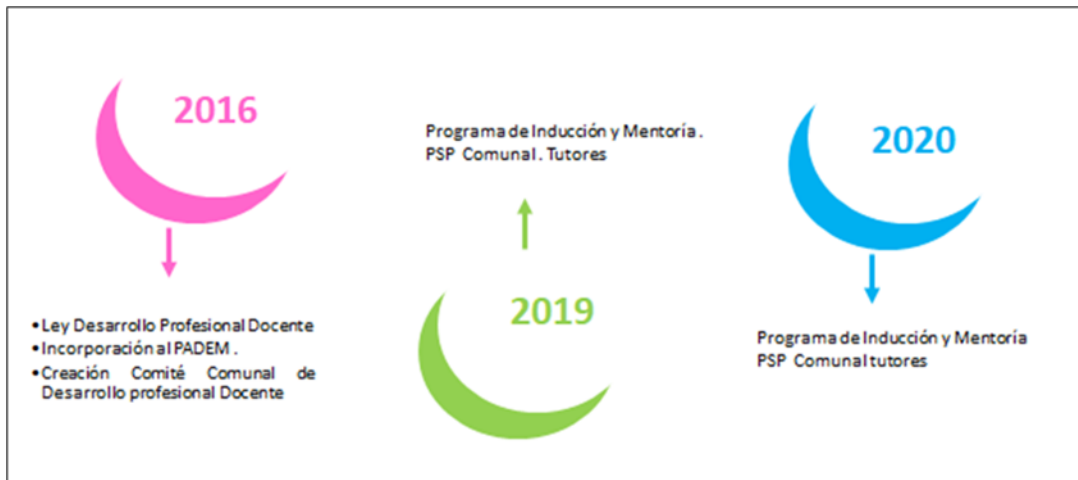 2016
• Ley Desarrollo Profesional Docente
• Incorporación al PADEM .
• Creación Comité Comunal de
Desarrollo profesional Docente
Programa de Inducción y Mentoría .
PSP Comunal . Tutores
2019
2020
Programa de Inducción y Mentoría
PSP Comunal tutores